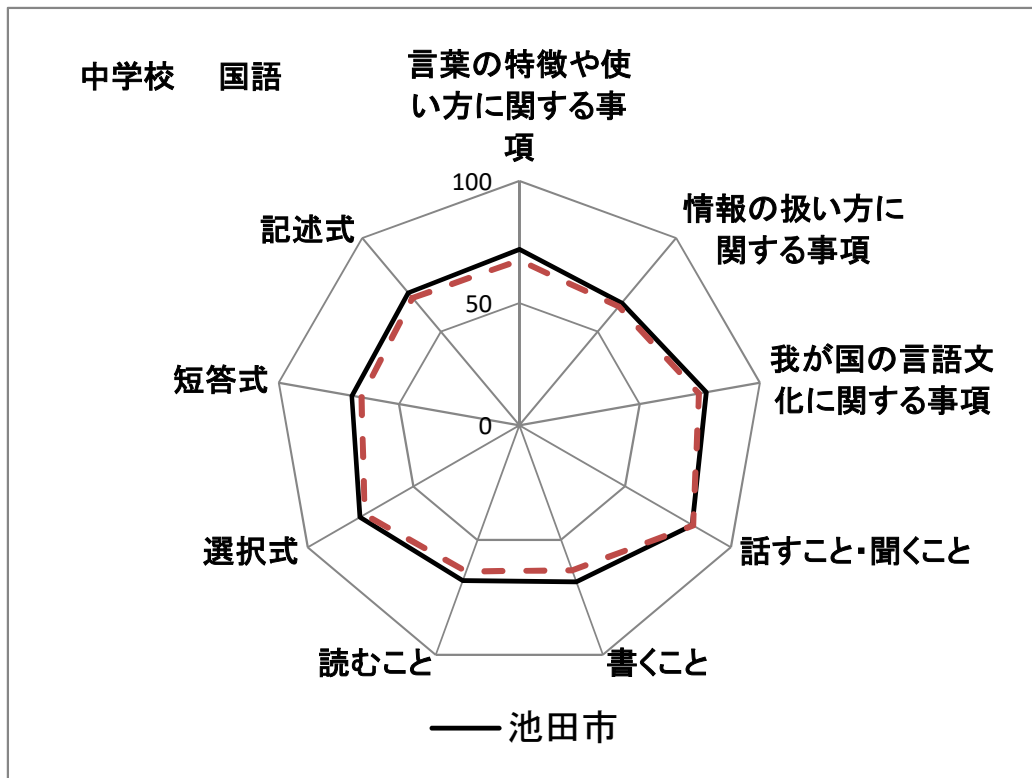 中学校 国語
言葉の特徴や使
い方に関する事
項
情報の扱い方に
関する事項
我が国の言語文
化に関する事項
話すこと・聞くこと
書くこと
読むこと
選択式
短答式
記述式
100
50
0
池田市